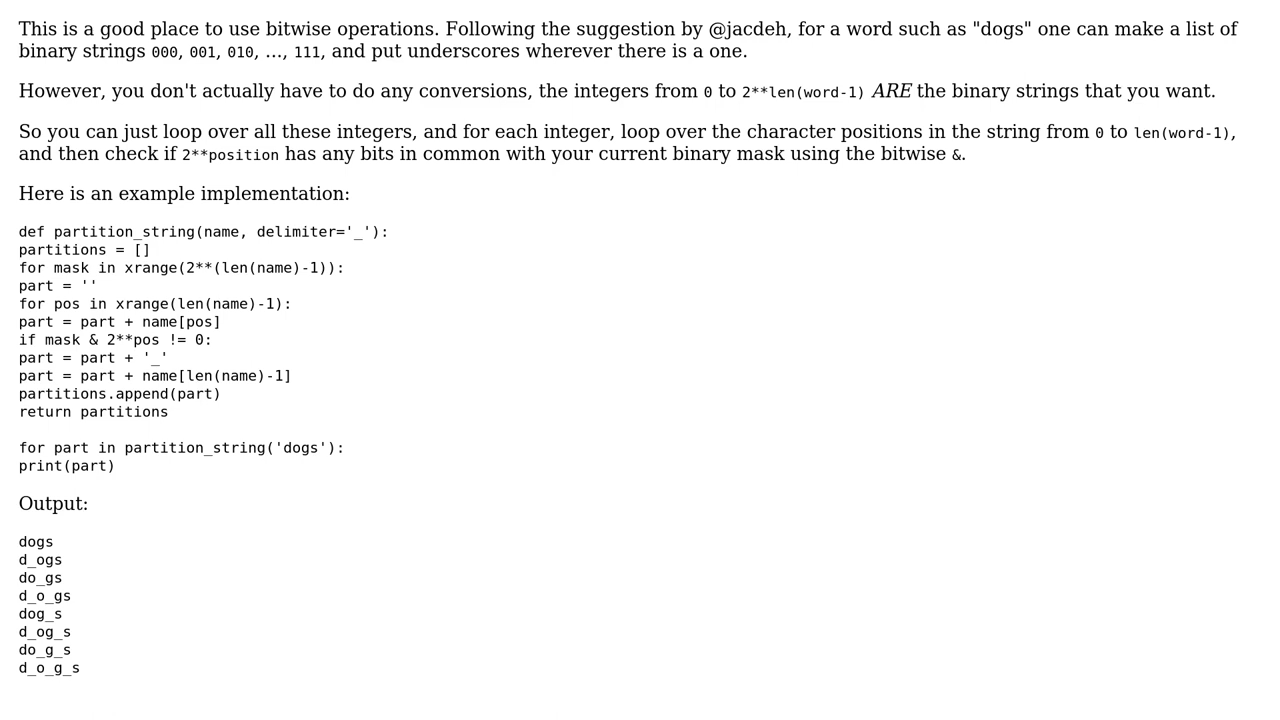 This is a good place to use bitwise operations. Following the suggestion by @jacdeh, for a word such as "dogs" one can make a list of
binary strings 000, 001, 010, ..., 111, and put underscores wherever there is a one.
However, you don't actually have to do any conversions, the integers from 0 to 2**len(word-1) ARE the binary strings that you want.
So you can just loop over all these integers, and for each integer, loop over the character positions in the string from 0 to len(word-1),
and then check if 2**position has any bits in common with your current binary mask using the bitwise &.
Here is an example implementation:
def partition_string(name, delimiter='_'):
partitions = []
for mask in xrange(2**(len(name)-1)):
part = ''
for pos in xrange(len(name)-1):
part = part + name[pos]
if mask & 2**pos != 0:
part = part + '_'
part = part + name[len(name)-1]
partitions.append(part)
return partitions
for part in partition_string('dogs'):
print(part)
Output:
dogs
d_ogs
do_gs
d_o_gs
dog_s
d_og_s
do_g_s
d_o_g_s